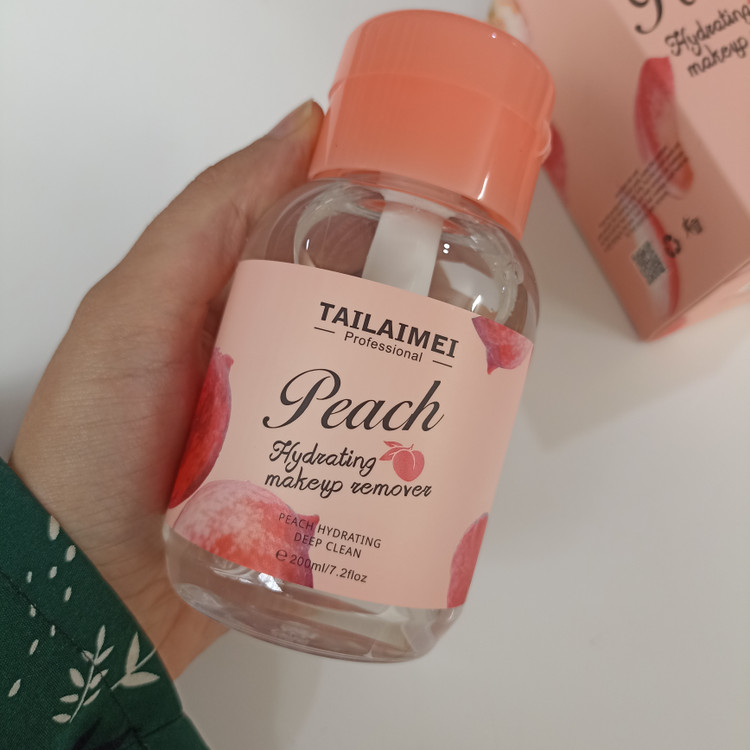 TAILAIMEI
Professional
Peach
Hydrating
makeup remover
PEACH HYDRATING
DEEP CLEAN
℮ 200ml/7.2floz
Hydrating
makeup